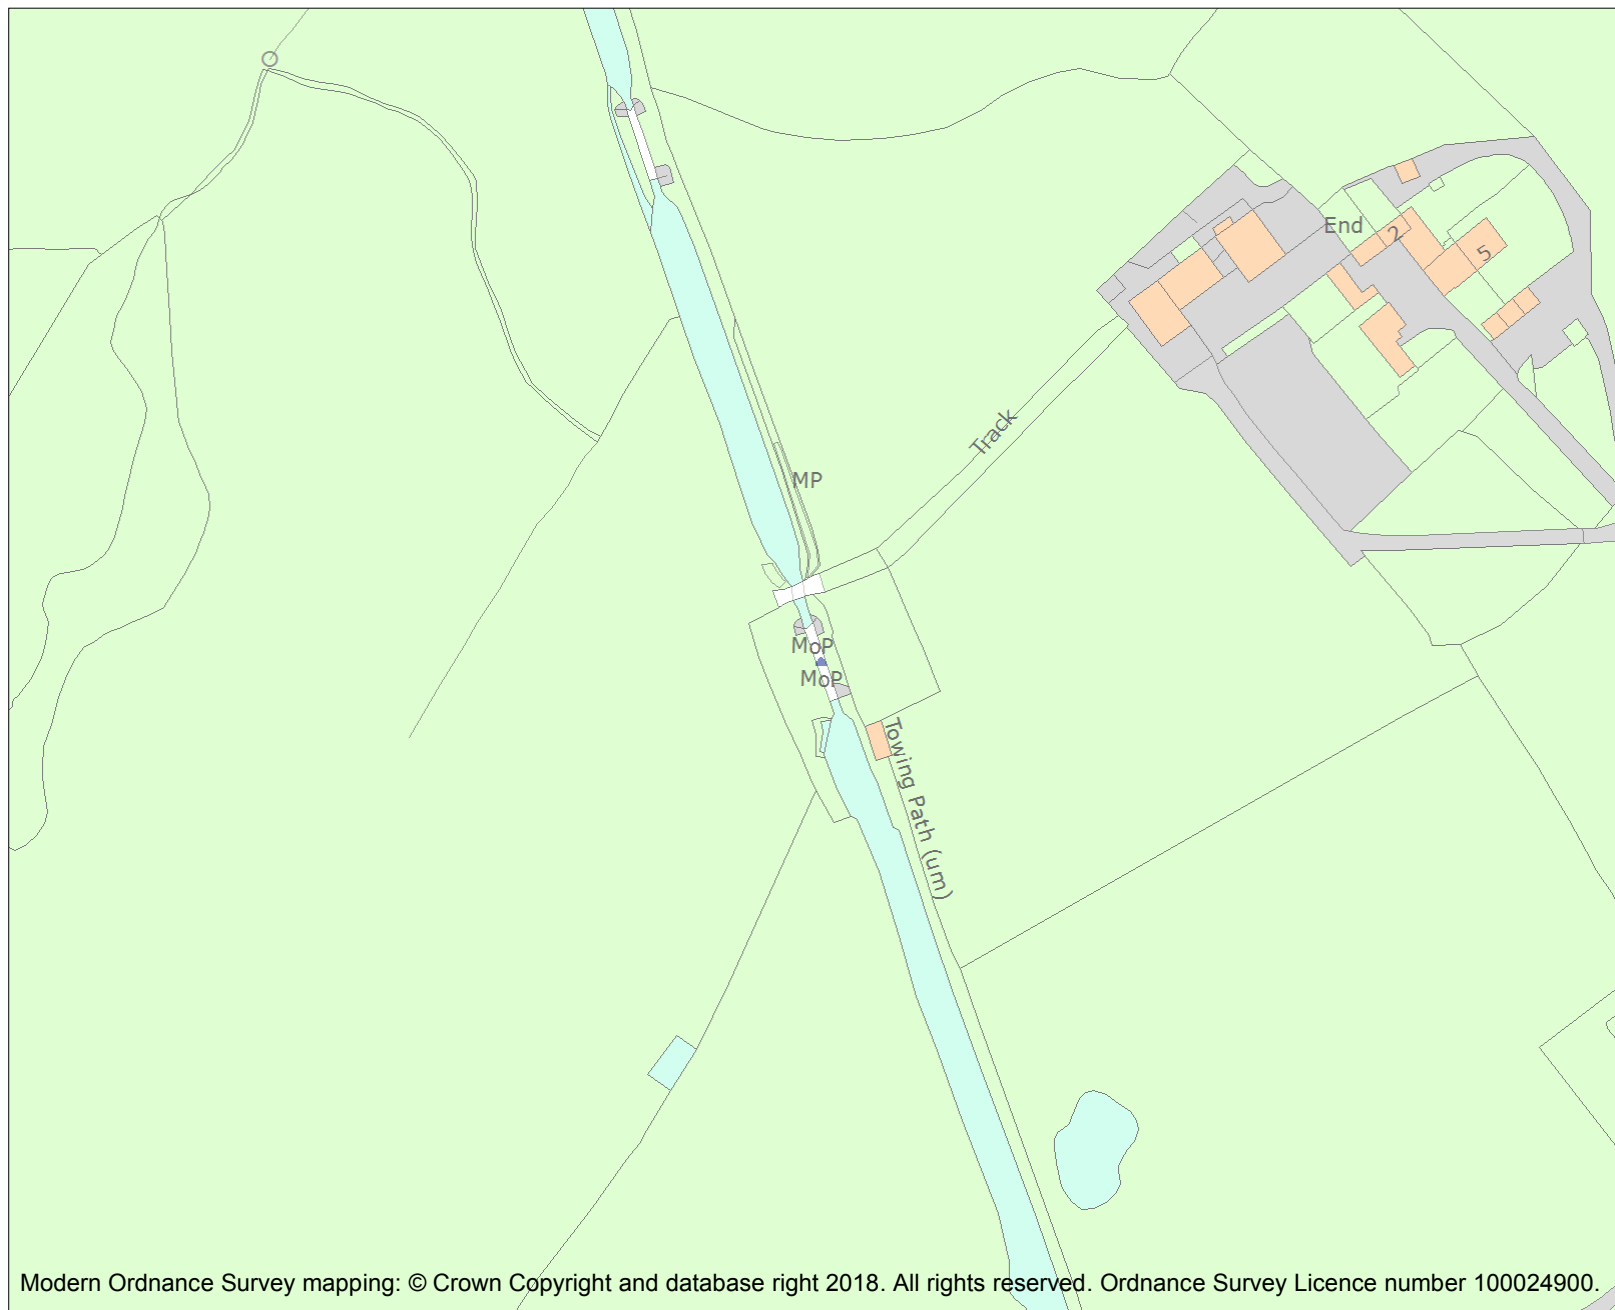 End
2
5
Track
MP
MoP
MoP
Towing Path (um)
Modern Ordnance Survey mapping: © Crown Copyright and database right 2018. All rights reserved. Ordnance Survey Licence number 100024900.